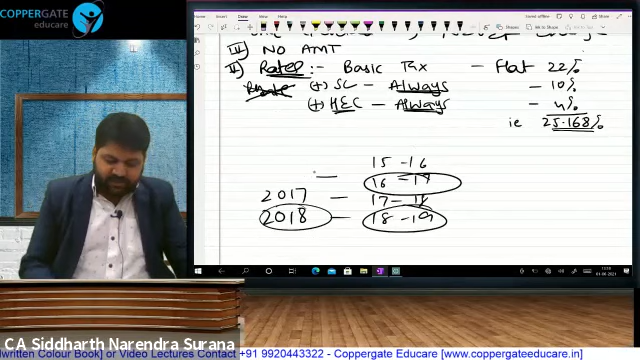 COPPERGATE
educare
IV) NO AMT
V) Rates :- Basic Tax - Flat 22%
(+) SC - Always - 10%
(+) HEC - Always - 4%
ie 25.168%
15-16
- 16-17
2017 - 17-18
2018 - 18-19
CA Siddharth Narendra Surana
written Colour Book] or Video Lectures Contact +91 9920443322 - Coppergate Educare [www.coppergateeducare.in]